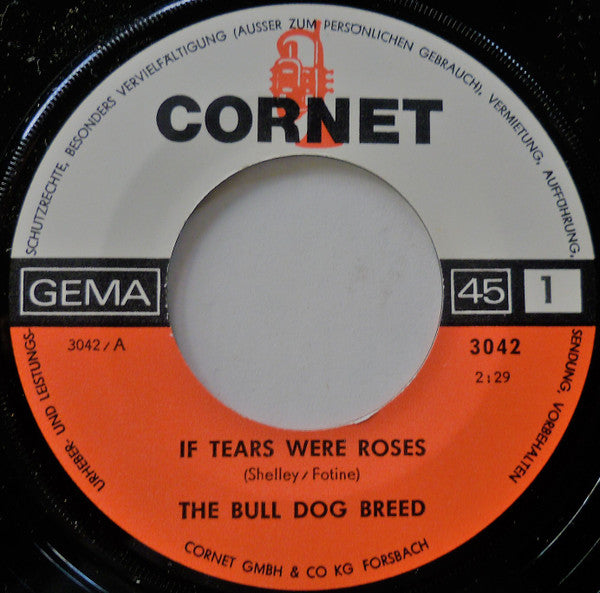 URHEBER- UND LEISTUNGS-SCHUTZRECHTE, BESONDERS VERVIELFÄLTIGUNG (AUSSER ZUM PERSÖNLICHEN GEBRAUCH), VERMIETUNG, AUFFÜHRUNG, SENDUNG, VORBEHALTEN
CORNET
GEMA 45 1
3042/A 3042
2:29
IF TEARS WERE ROSES
(Shelley/Fotine)
THE BULL DOG BREED
CORNET GMBH & CO KG FORSBACH